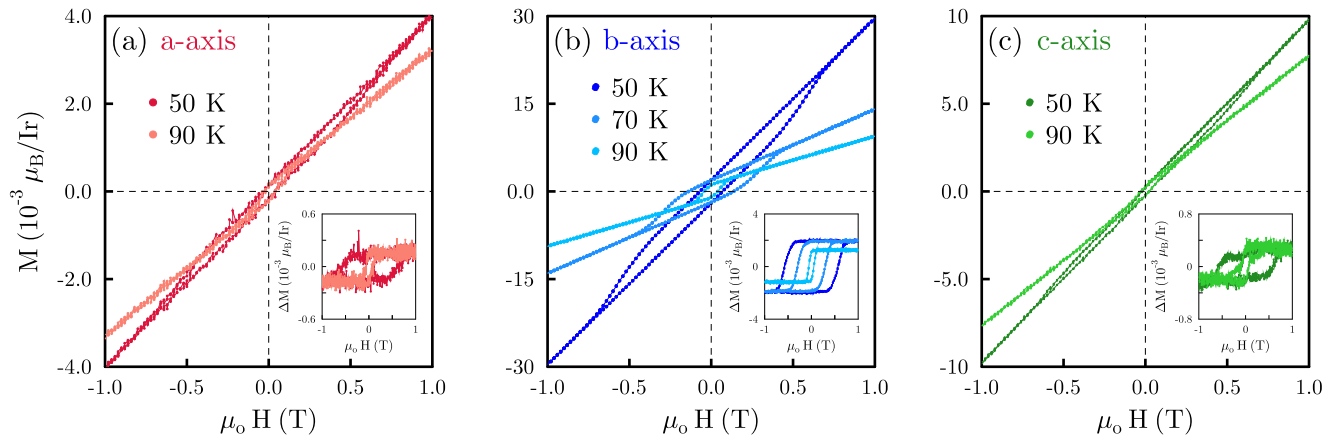 (a) a-axis
50 K
90 K
4.0
2.0
0.0
-2.0
-4.0
-1.0 -0.5 0.0 0.5 1.0
M (10⁻³ μB/Ir)
μₒ H (T)
0.6
0.0
-0.6
-1 0 1
ΔM (10⁻³ μB/Ir)
μₒ H (T)
(b) b-axis
50 K
70 K
90 K
30
15
0.0
-15
-30
-1.0 -0.5 0.0 0.5 1.0
μₒ H (T)
4
0
-4
-1 0 1
ΔM (10⁻³ μB/Ir)
μₒ H (T)
(c) c-axis
50 K
90 K
10
5.0
0.0
-5.0
-10
-1.0 -0.5 0.0 0.5 1.0
μₒ H (T)
0.8
0
-0.8
-1 0 1
ΔM (10⁻³ μB/Ir)
μₒ H (T)